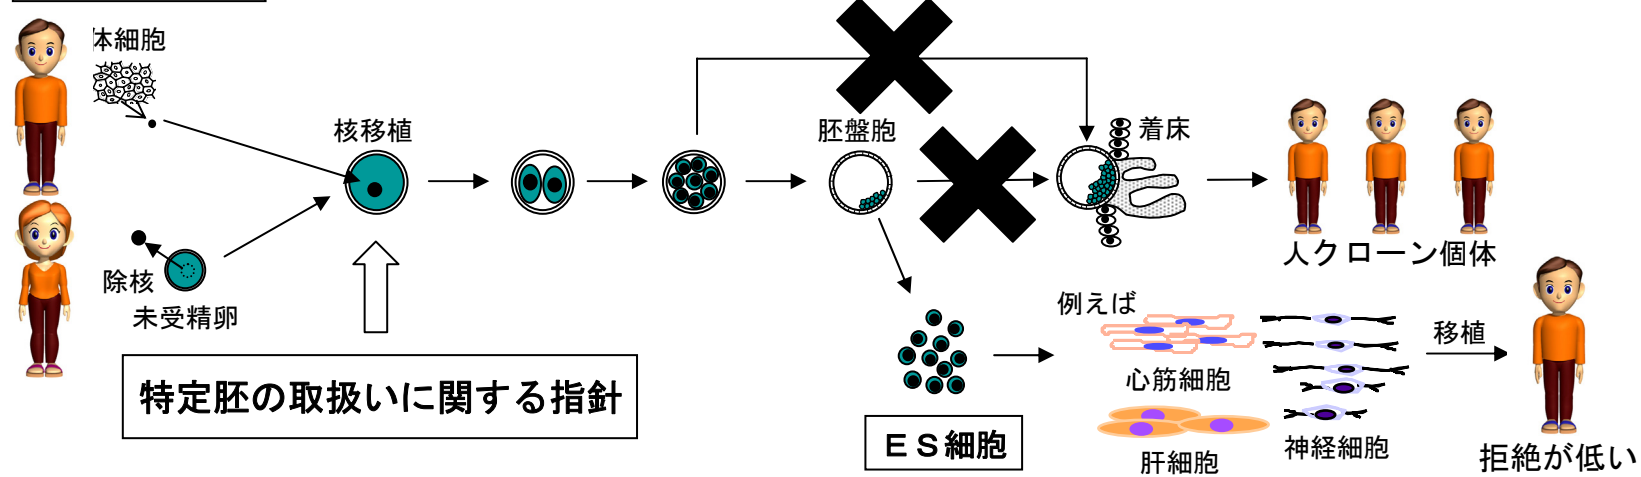 体細胞
核移植
胚盤胞
着床
除核
未受精卵
人クローン個体
例えば
移植
心筋細胞
特定胚の取扱いに関する指針
ES細胞
肝細胞
神経細胞
拒絶が低い